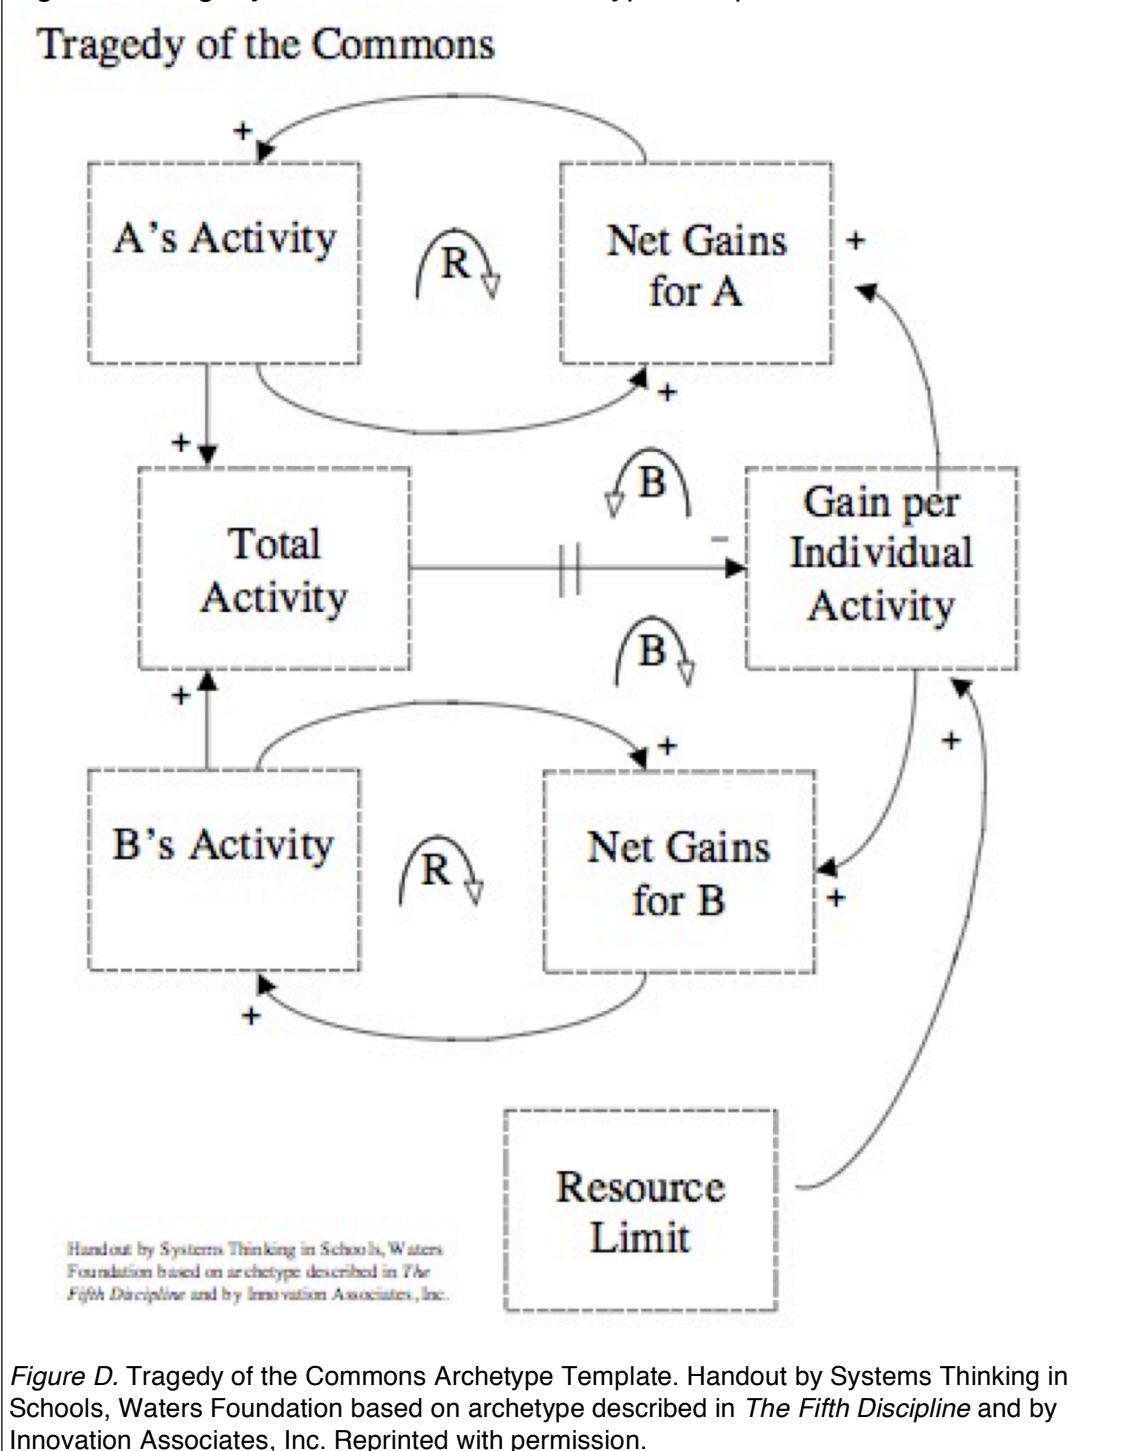 Tragedy of the Commons
+
A's Activity
R
Net Gains
for A
+
+
+
B
Total
Activity
–
Gain per
Individual
Activity
B
+
+
+
B's Activity
R
Net Gains
for B
+
+
Resource
Limit
Handout by Systems Thinking in Schools, Waters
Foundation based on archetype described in The
Fifth Discipline and by Innovation Associates, Inc.
Figure D. Tragedy of the Commons Archetype Template. Handout by Systems Thinking in
Schools, Waters Foundation based on archetype described in The Fifth Discipline and by
Innovation Associates, Inc. Reprinted with permission.